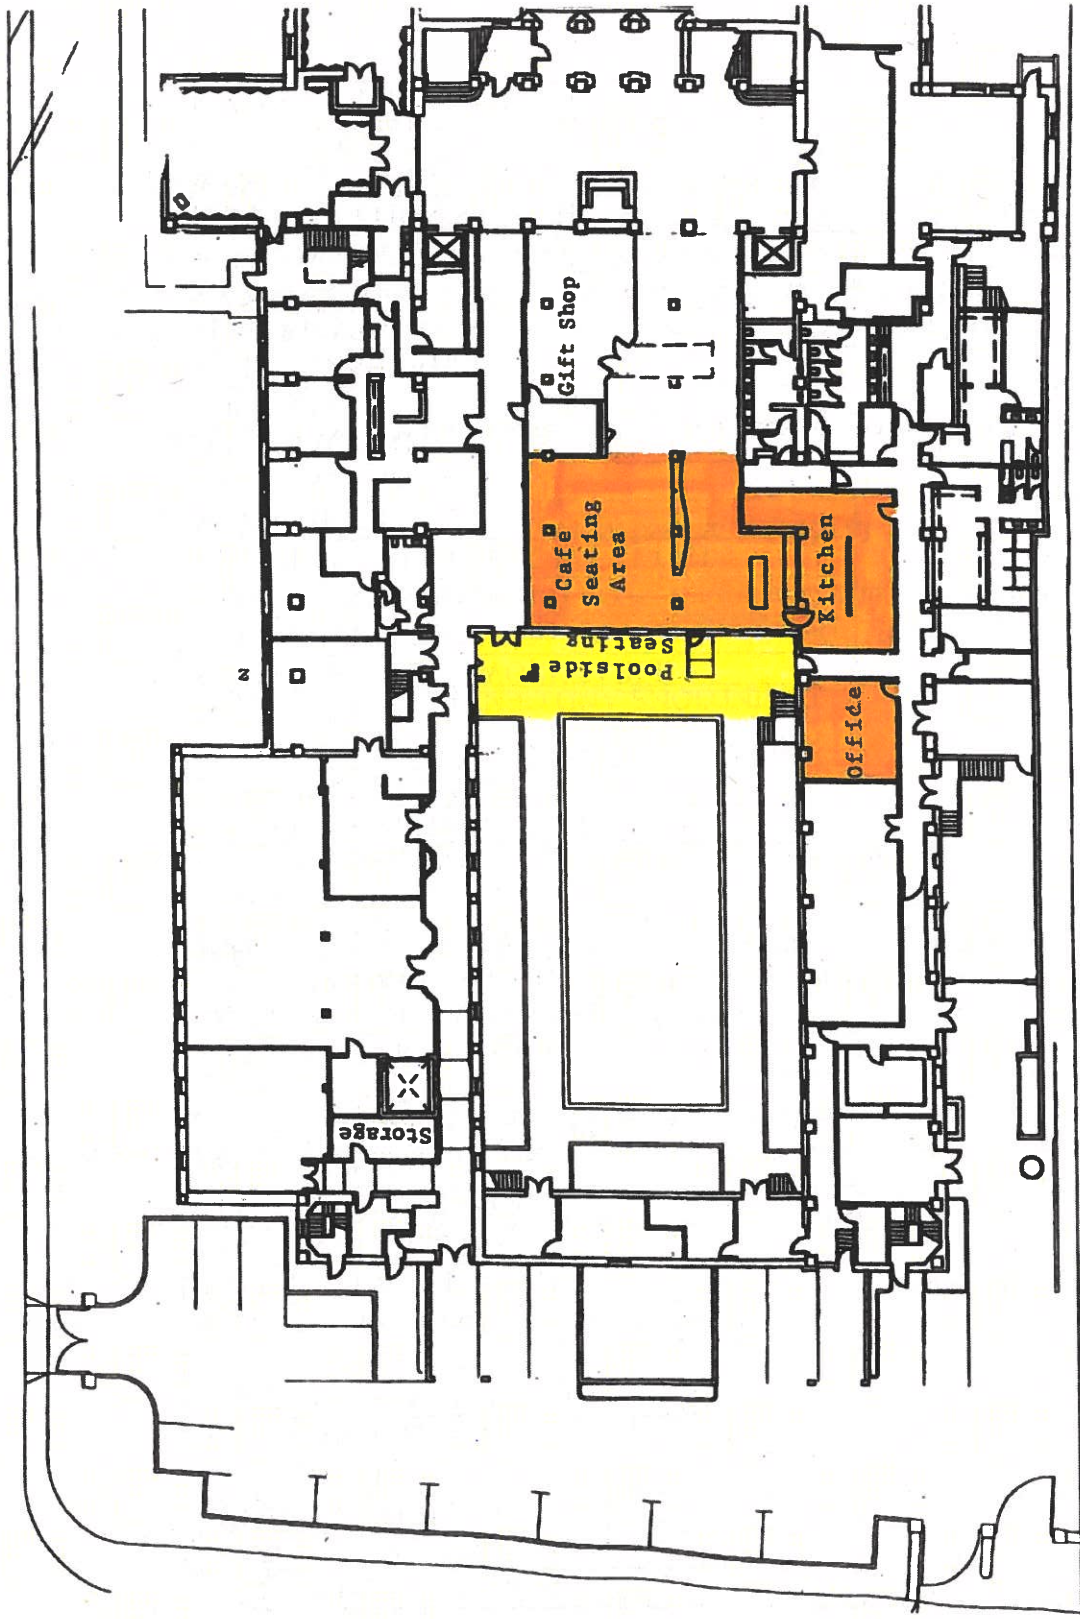 Gift Shop
Cafe
Seating
Area
Kitchen
Poolside
Seating
Office
z
Storage